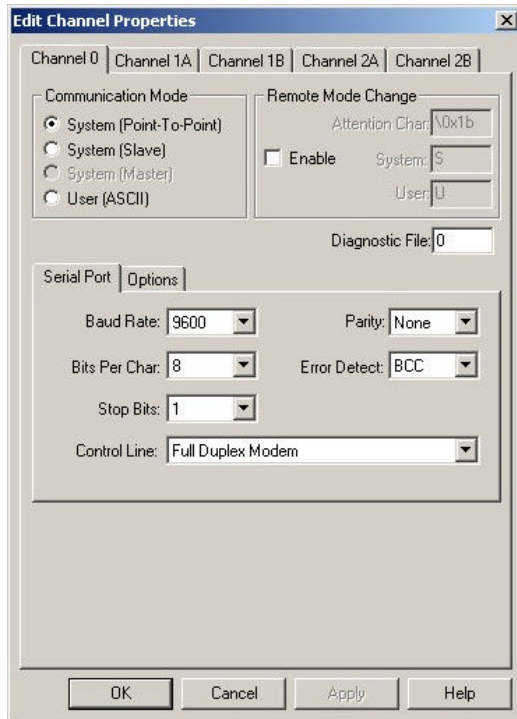 Edit Channel Properties
Channel 0 Channel 1A Channel 1B Channel 2A Channel 2B
Communication Mode
System (Point-To-Point)
System (Slave)
System (Master)
User (ASCII)
Remote Mode Change
Attention Char: \0x1b
Enable System: S
User: U
Diagnostic File: 0
Serial Port Options
Baud Rate: 9600 Parity: None
Bits Per Char: 8 Error Detect: BCC
Stop Bits: 1
Control Line: Full Duplex Modem
OK Cancel Apply Help